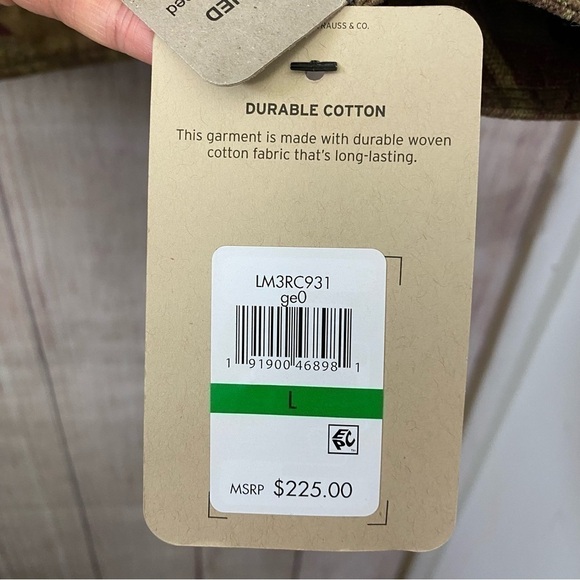 & CO.
DURABLE COTTON
This garment is made with durable woven
cotton fabric that's long-lasting.
LM3RC931
ge0
1 91900 46898 1
L
EPC
MSRP $225.00